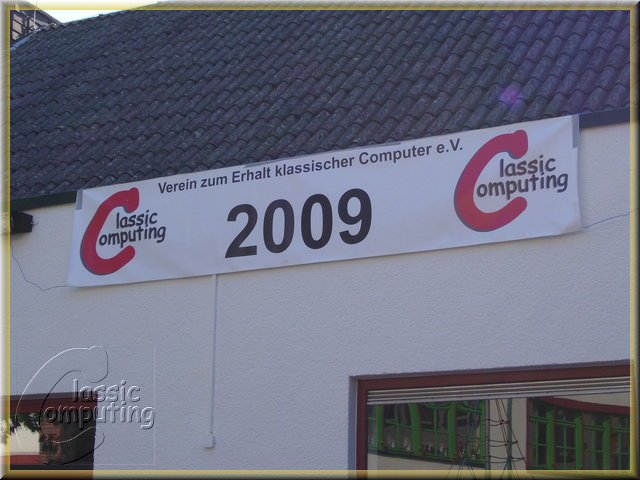 Verein zum Erhalt klassischer Computer e.V.
Classic
Computing
2009
Classic
Computing
Classic
Computing